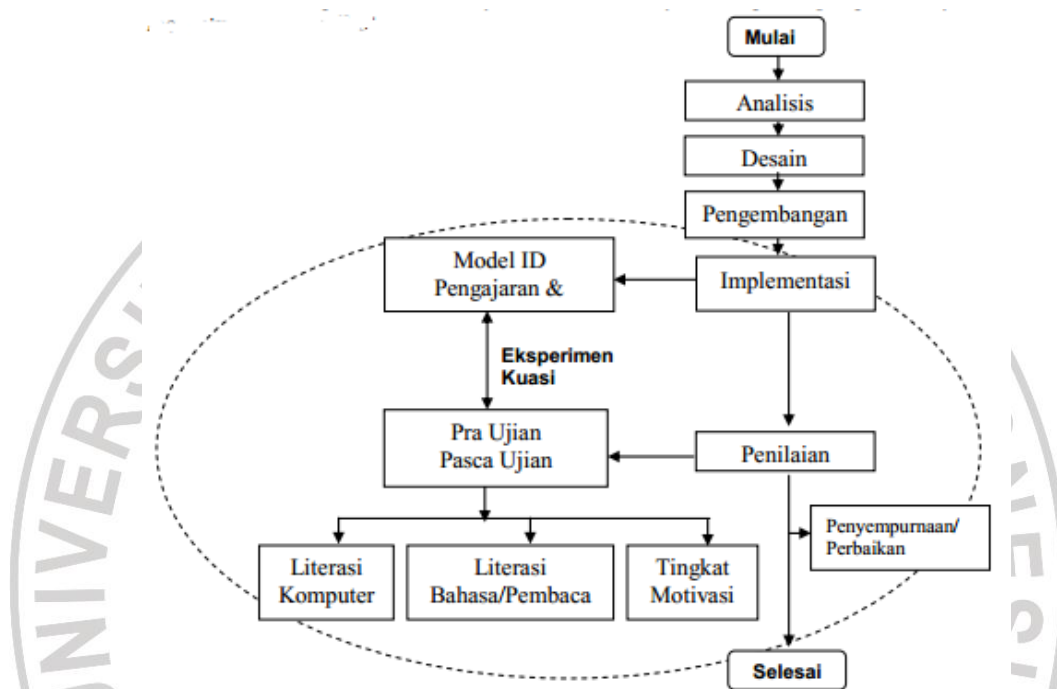 Mulai
Analisis
Desain
Pengembangan
Model ID
Pengajaran &
Implementasi
Eksperimen
Kuasi
Pra Ujian
Pasca Ujian
Penilaian
Penyempurnaan/
Perbaikan
Literasi
Komputer
Literasi
Bahasa/Pembaca
Tingkat
Motivasi
Selesai